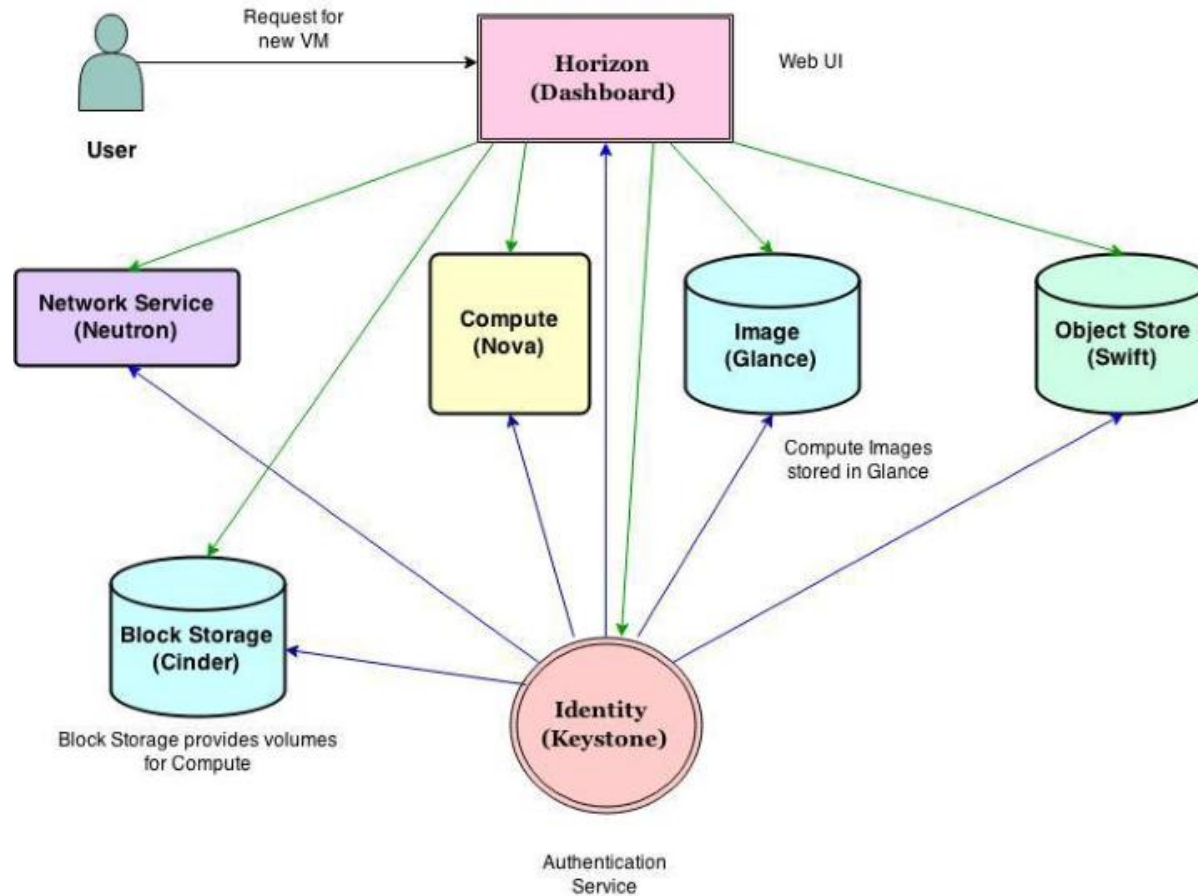 Request for
new VM
Horizon
(Dashboard)
Web UI
User
Network Service
(Neutron)
Compute
(Nova)
Image
(Glance)
Object Store
(Swift)
Compute Images
stored in Glance
Block Storage
(Cinder)
Block Storage provides volumes
for Compute
Identity
(Keystone)
Authentication
Service